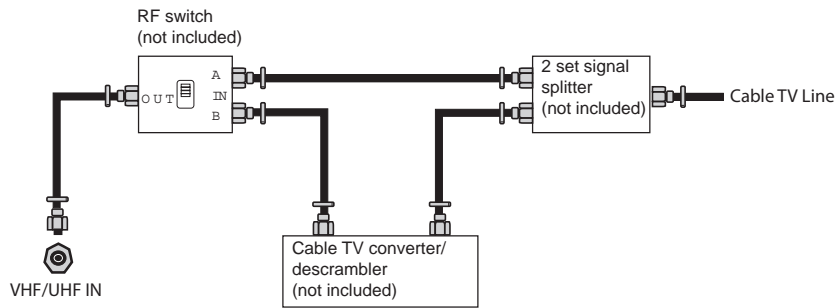 RF switch
(not included)
A
OUT
IN
B
2 set signal
splitter
(not included)
Cable TV Line
Cable TV converter/
descrambler
(not included)
VHF/UHF IN